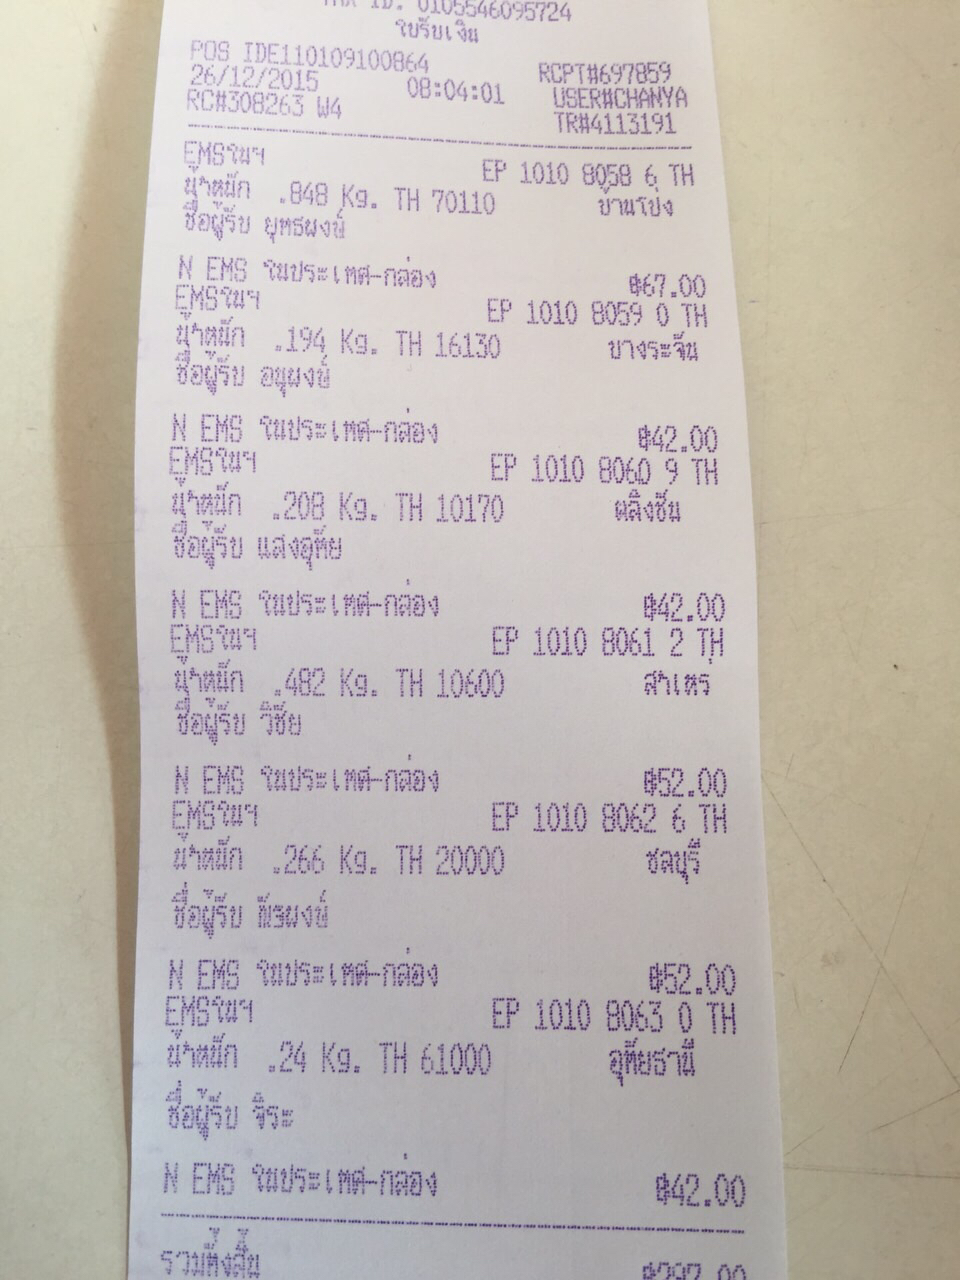 TAX ID. 0105546095724
ใบรับเงิน
POS IDE110109100864 RCPT#697859
26/12/2015 08:04:01 USER#CHANYA
RC#308263 W4 TR#4113191
EMSในฯ EP 1010 8058 6 TH
น้ำหนัก .848 Kg. TH 70110 บ้านโป่ง
ชื่อผู้รับ ยุทธพงษ์
N EMS ในประเทศ-กล่อง ฿67.00
EMSในฯ EP 1010 8059 0 TH
น้ำหนัก .194 Kg. TH 16130 บางระจัน
ชื่อผู้รับ อนุพงษ์
N EMS ในประเทศ-กล่อง ฿42.00
EMSในฯ EP 1010 8060 9 TH
น้ำหนัก .208 Kg. TH 10170 ตลิ่งชัน
ชื่อผู้รับ แสงอุทัย
N EMS ในประเทศ-กล่อง ฿42.00
EMSในฯ EP 1010 8061 2 TH
น้ำหนัก .482 Kg. TH 10600 สำเหร่
ชื่อผู้รับ วิชัย
N EMS ในประเทศ-กล่อง ฿52.00
EMSในฯ EP 1010 8062 6 TH
น้ำหนัก .266 Kg. TH 20000 ชลบุรี
ชื่อผู้รับ
N EMS ในประเทศ-กล่อง ฿52.00
EMSในฯ EP 1010 8063 0 TH
น้ำหนัก .24 Kg. TH 61000 อุทัยธานี
ชื่อผู้รับ จิระ
N EMS ในประเทศ-กล่อง ฿42.00
รวมทั้งสิ้น ฿297.00